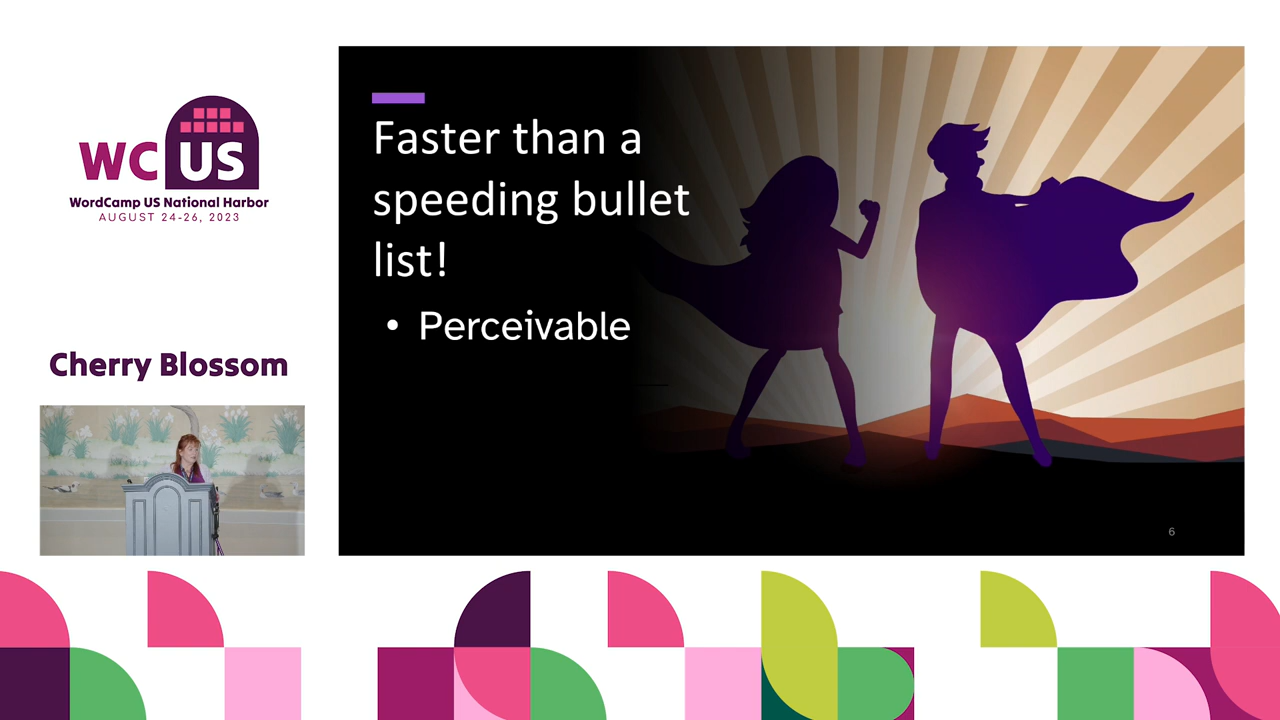 WC US
WordCamp US National Harbor
AUGUST 24-26, 2023
Cherry Blossom
Faster than a
speeding bullet
list!
• Perceivable
6